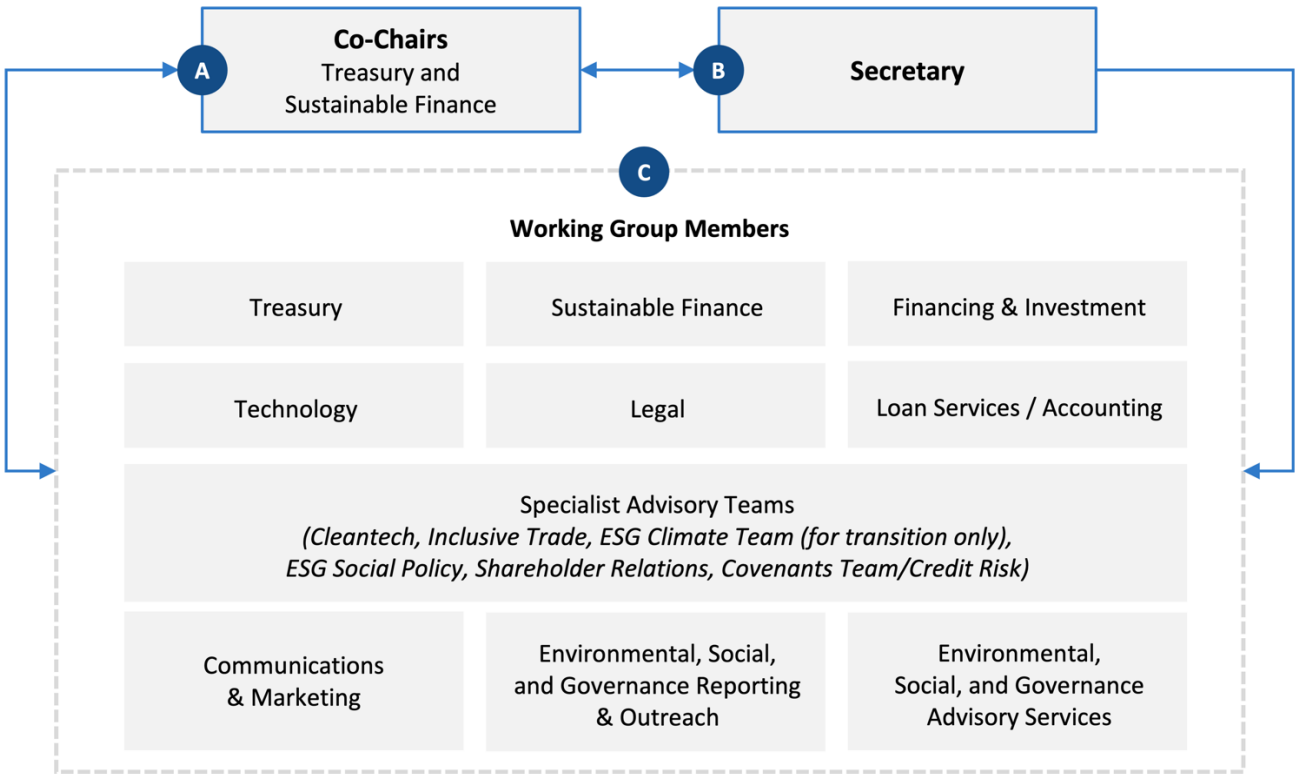 Co-Chairs
Treasury and
Sustainable Finance
A
B
Secretary
C
Working Group Members
Treasury
Sustainable Finance
Financing & Investment
Technology
Legal
Loan Services / Accounting
Specialist Advisory Teams
(Cleantech, Inclusive Trade, ESG Climate Team (for transition only),
ESG Social Policy, Shareholder Relations, Covenants Team/Credit Risk)
Communications
& Marketing
Environmental, Social,
and Governance Reporting
& Outreach
Environmental,
Social, and Governance
Advisory Services